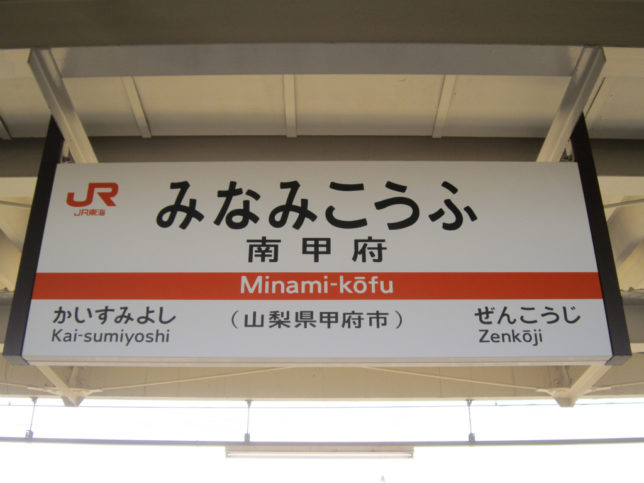 JR
JR東海
みなみこうふ
南甲府
Minami-kōfu
かいすみよし
Kai-sumiyoshi
（山梨県甲府市）
ぜんこうじ
Zenkōji